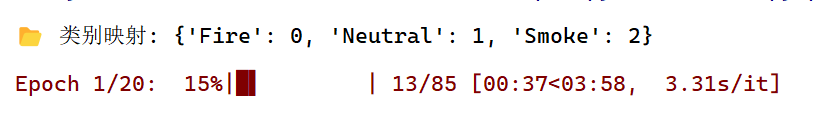 📂 类别映射: {'Fire': 0, 'Neutral': 1, 'Smoke': 2}
Epoch 1/20:  15%|█▌        | 13/85 [00:37<03:58,  3.31s/it]